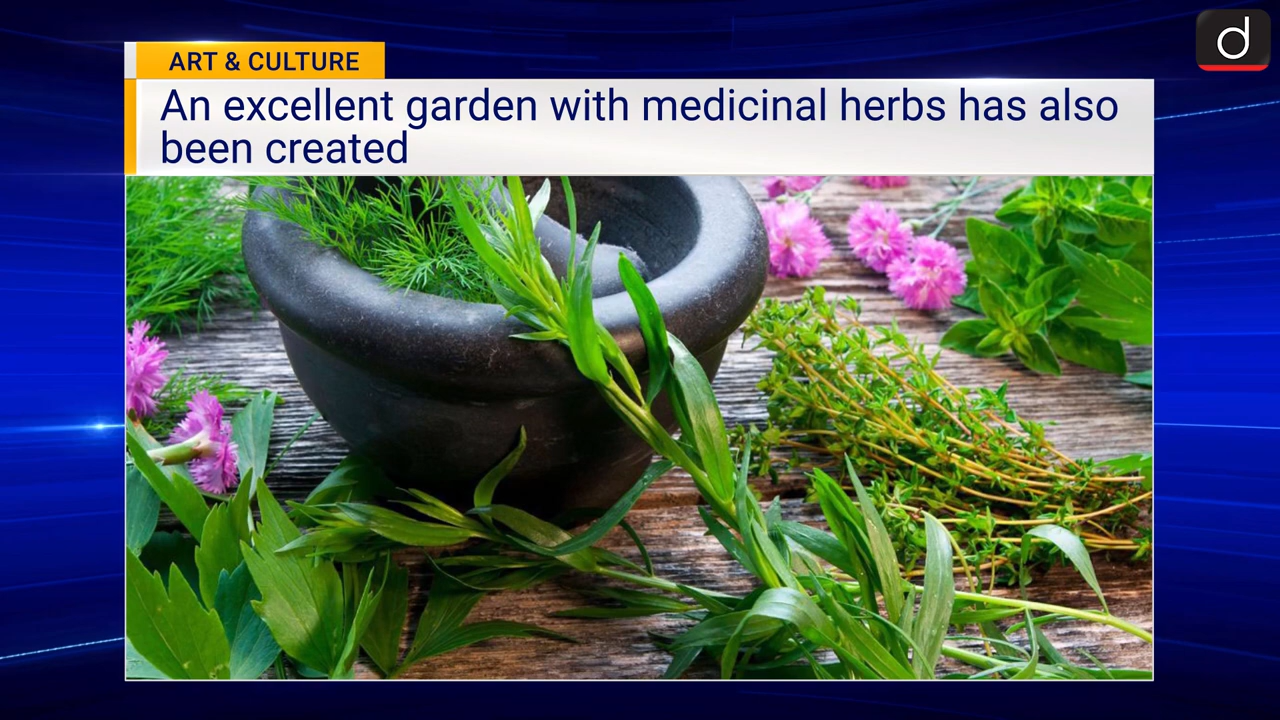 ART & CULTURE
An excellent garden with medicinal herbs has also
been created
d